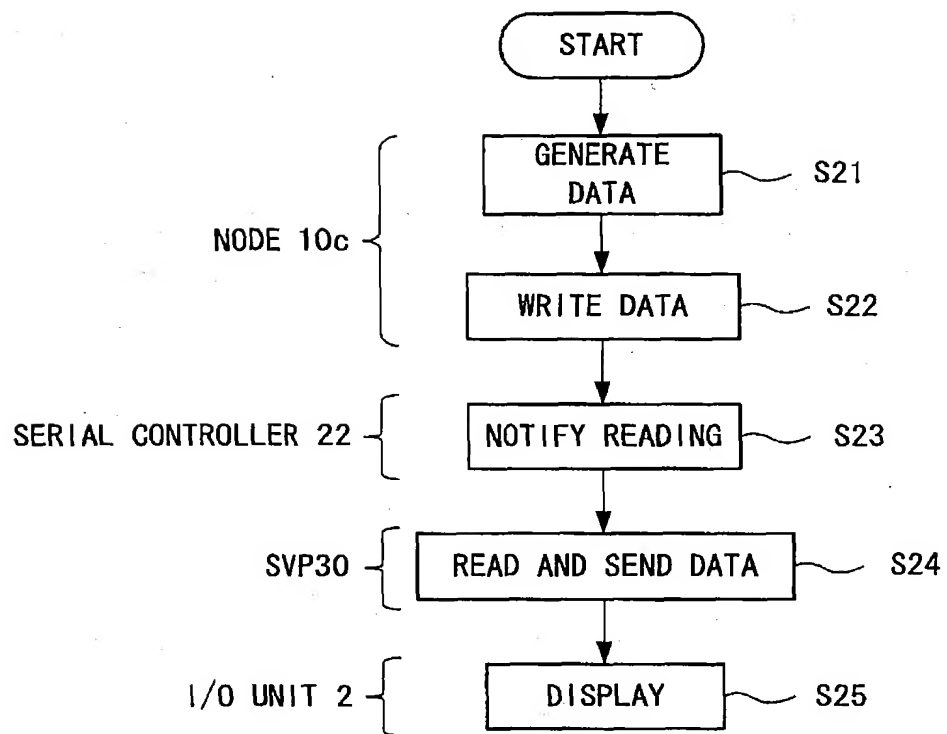 START
GENERATE
DATA
S21
NODE 10c
WRITE DATA
S22
SERIAL CONTROLLER 22
NOTIFY READING
S23
SVP30
READ AND SEND DATA
S24
I/O UNIT 2
DISPLAY
S25